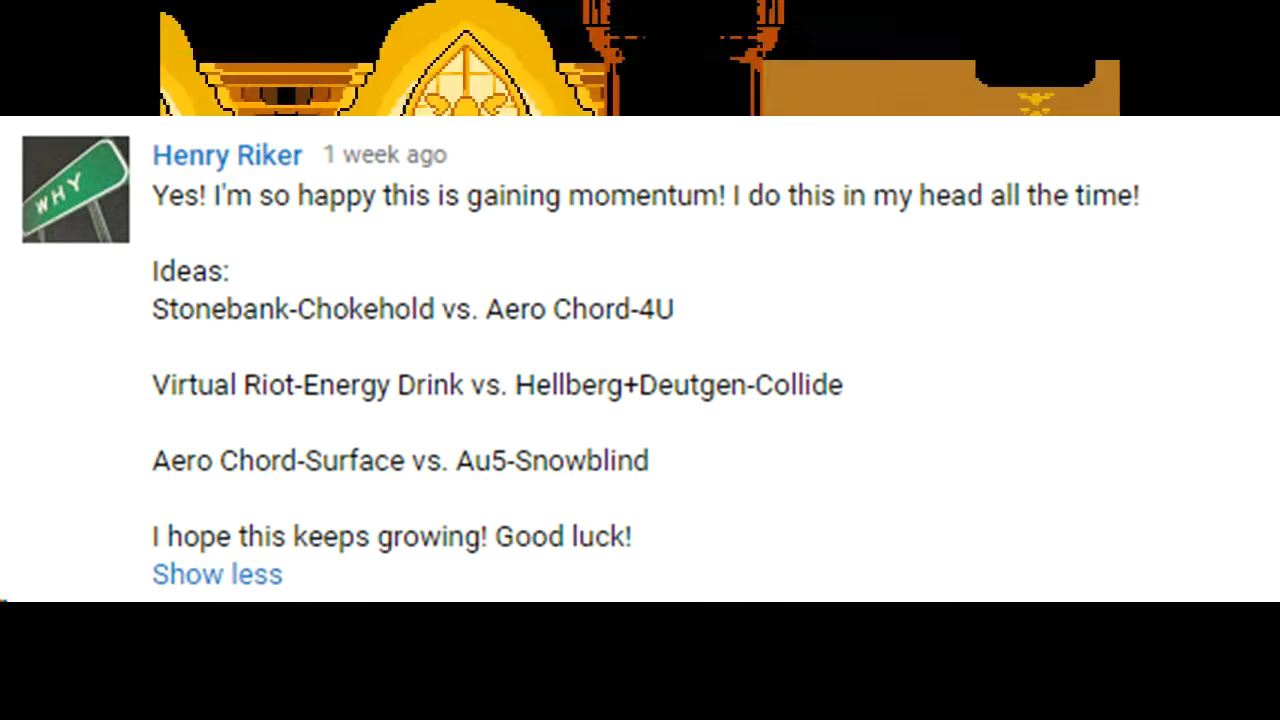 WHY
Henry Riker 1 week ago
Yes! I'm so happy this is gaining momentum! I do this in my head all the time!
Ideas:
Stonebank-Chokehold vs. Aero Chord-4U
Virtual Riot-Energy Drink vs. Hellberg+Deutgen-Collide
Aero Chord-Surface vs. Au5-Snowblind
I hope this keeps growing! Good luck!
Show less